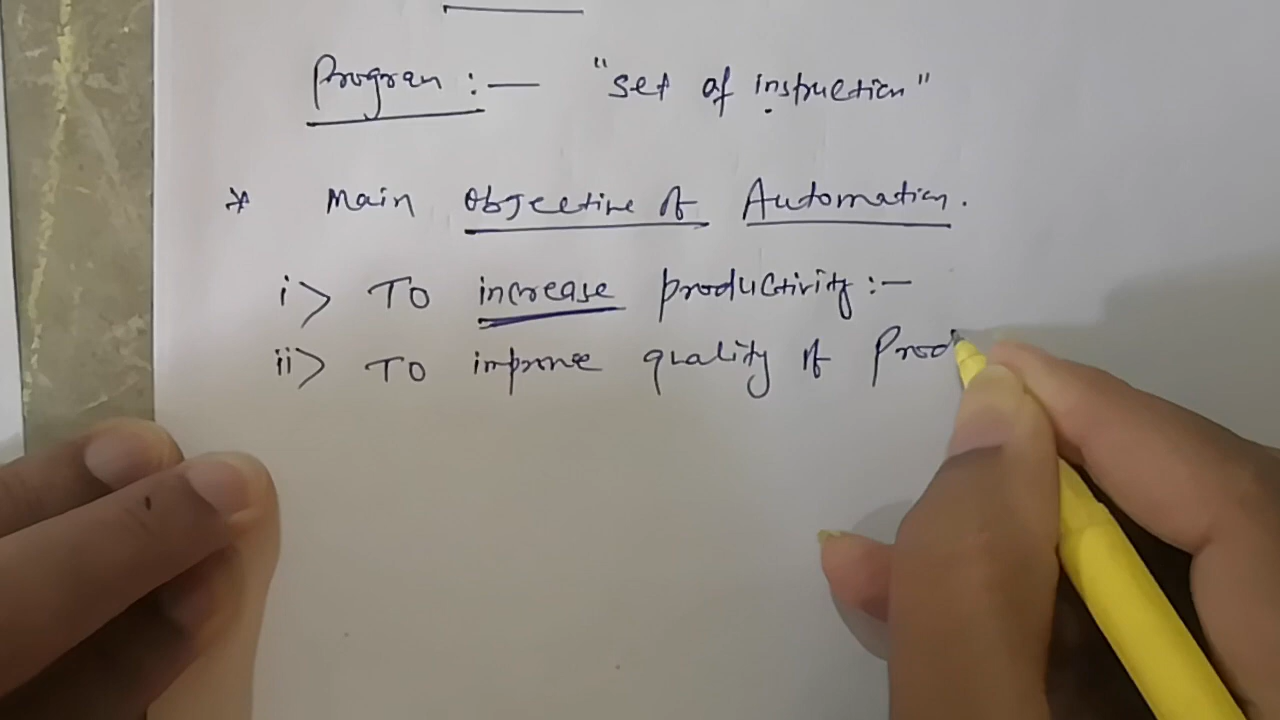 Program :— "set of instruction"
* Main Objective of Automation.
i> To increase productivity :—
ii> To improve quality of Prod